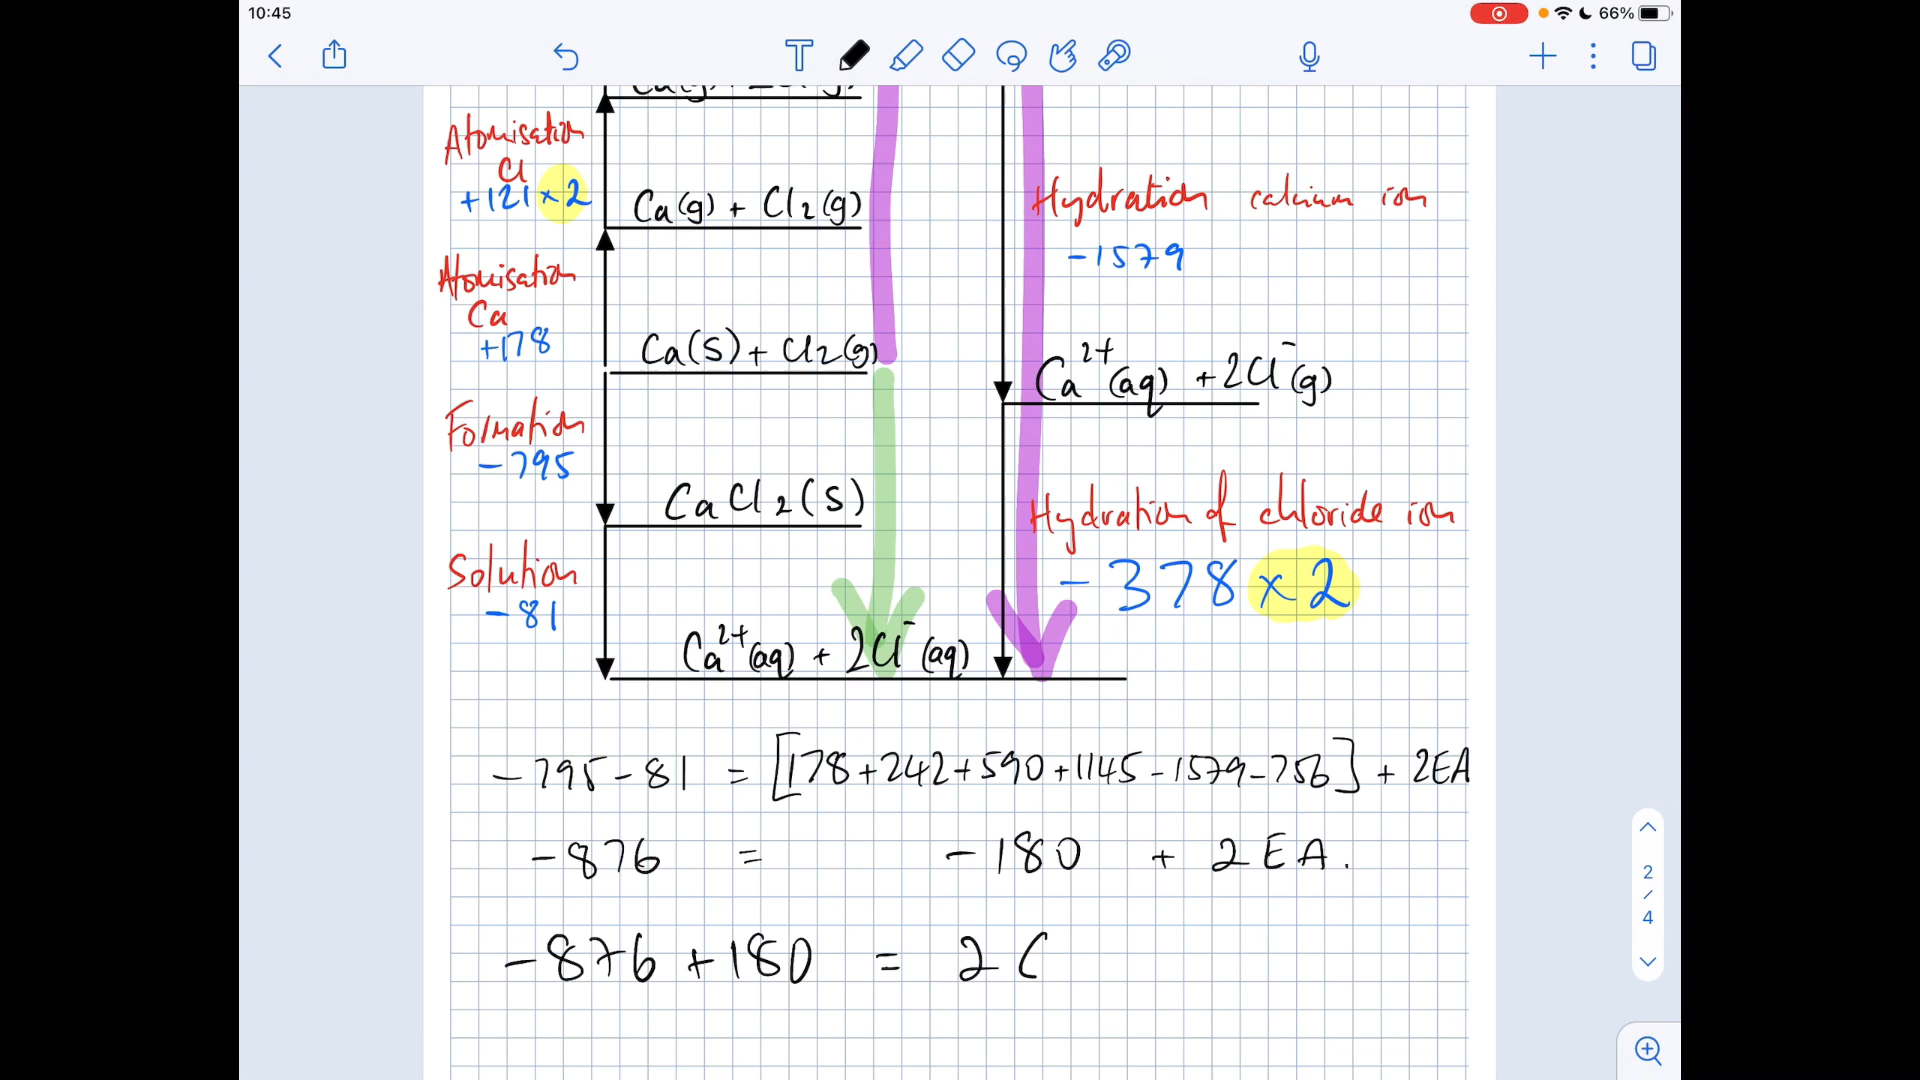 10:45
66%
T
Atomisation
Cl
+121 × 2
Ca(g) + Cl2(g)
Hydration calcium ion
-1579
Atomisation
Ca
+178
Ca(s) + Cl2(g)
Ca2+(aq) + 2Cl-(g)
Formation
-795
CaCl2(s)
Hydration of chloride ion
-378 × 2
Solution
-81
Ca2+(aq) + 2Cl-(aq)
-795-81 = [178+242+590+1145-1579-756] + 2EA
-876 = -180 + 2EA.
-876 +180 = 2 (
2
/
4